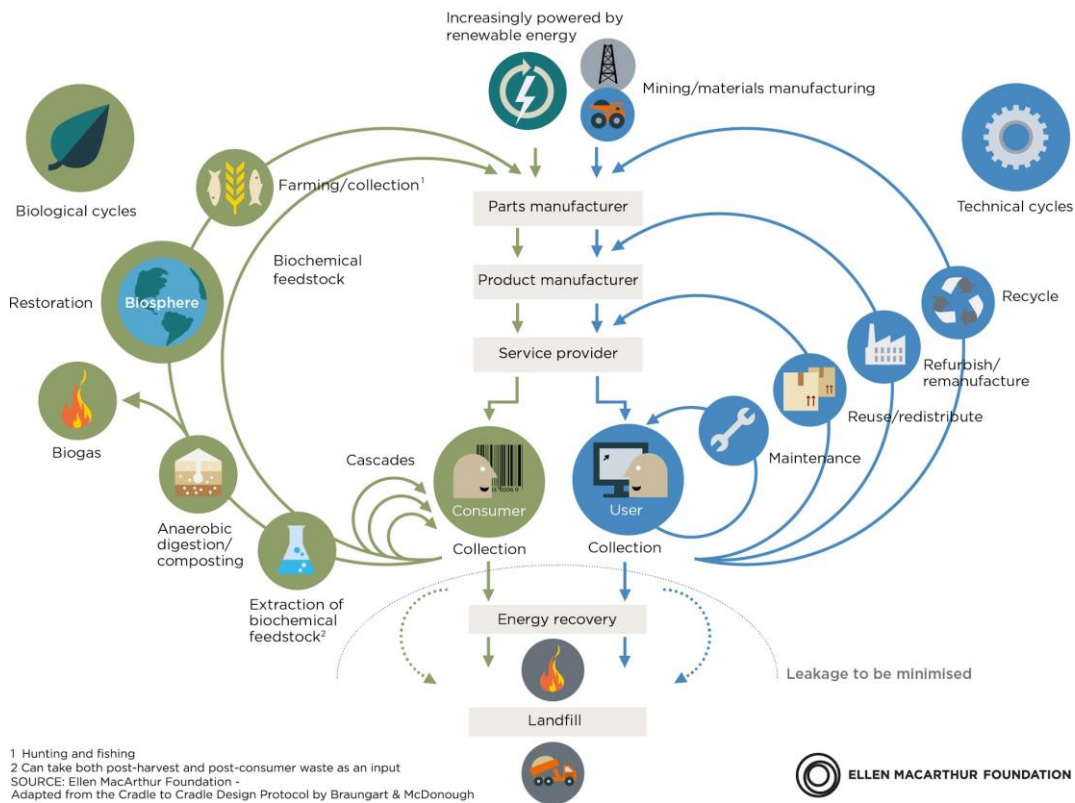 Increasingly powered by
renewable energy
Mining/materials manufacturing
Biological cycles
Technical cycles
Farming/collection¹
Parts manufacturer
Biochemical
feedstock
Product manufacturer
Restoration
Biosphere
Recycle
Service provider
Refurbish/
remanufacture
Reuse/redistribute
Biogas
Cascades
Maintenance
Consumer
User
Anaerobic
digestion/
composting
Collection
Collection
Extraction of
biochemical
feedstock²
Energy recovery
Leakage to be minimised
Landfill
1 Hunting and fishing
2 Can take both post-harvest and post-consumer waste as an input
SOURCE: Ellen MacArthur Foundation -
Adapted from the Cradle to Cradle Design Protocol by Braungart & McDonough
ELLEN MACARTHUR FOUNDATION